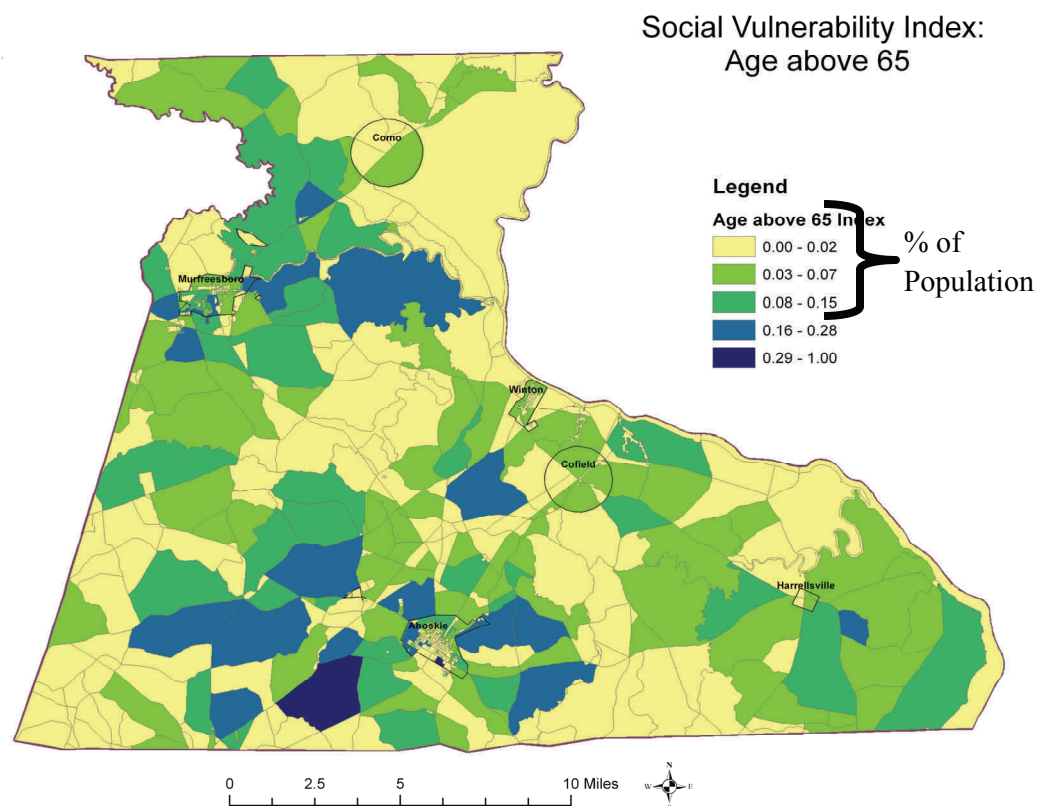 Social Vulnerability Index:
Age above 65
Como
Legend
Age above 65 Index
% of
Population
0.00 - 0.02
0.03 - 0.07
0.08 - 0.15
0.16 - 0.28
0.29 - 1.00
Murfreesboro
Winton
Cofield
Harrellsville
Ahoskie
0 2.5 5 10 Miles
N
W E
S